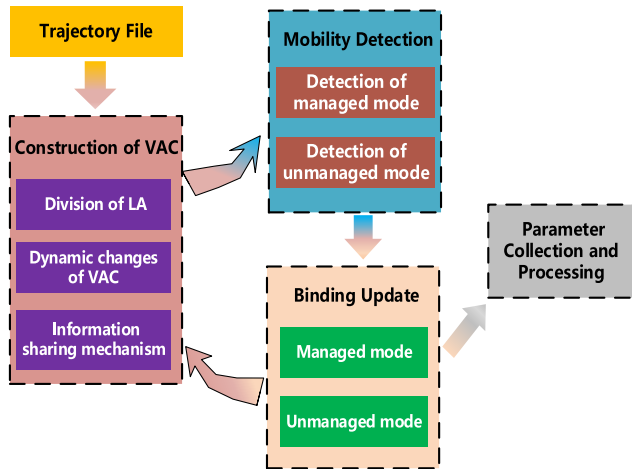 Trajectory File
Construction of VAC
Division of LA
Dynamic changes
of VAC
Information
sharing mechanism
Mobility Detection
Detection of
managed mode
Detection of
unmanaged mode
Binding Update
Managed mode
Unmanaged mode
Parameter
Collection and
Processing